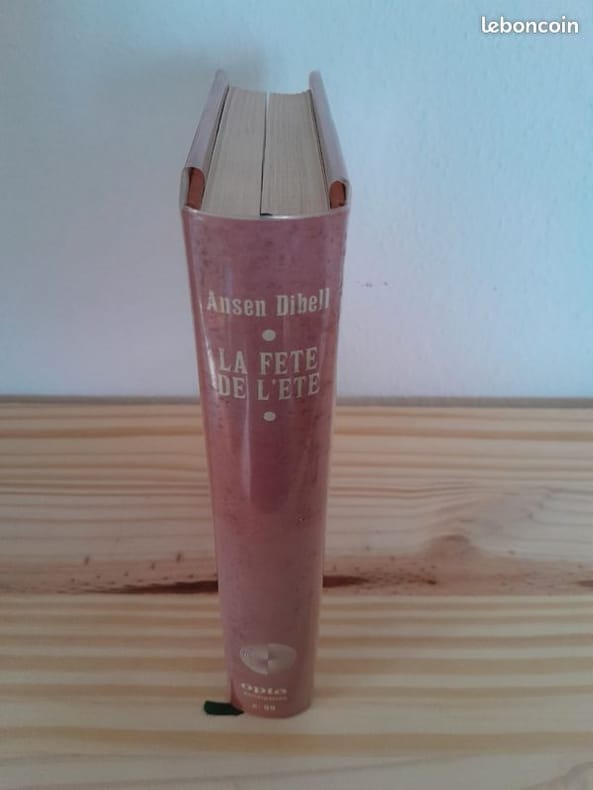 leboncoin
Ansen Dibell
LA FETE
DE L'ETE
opta